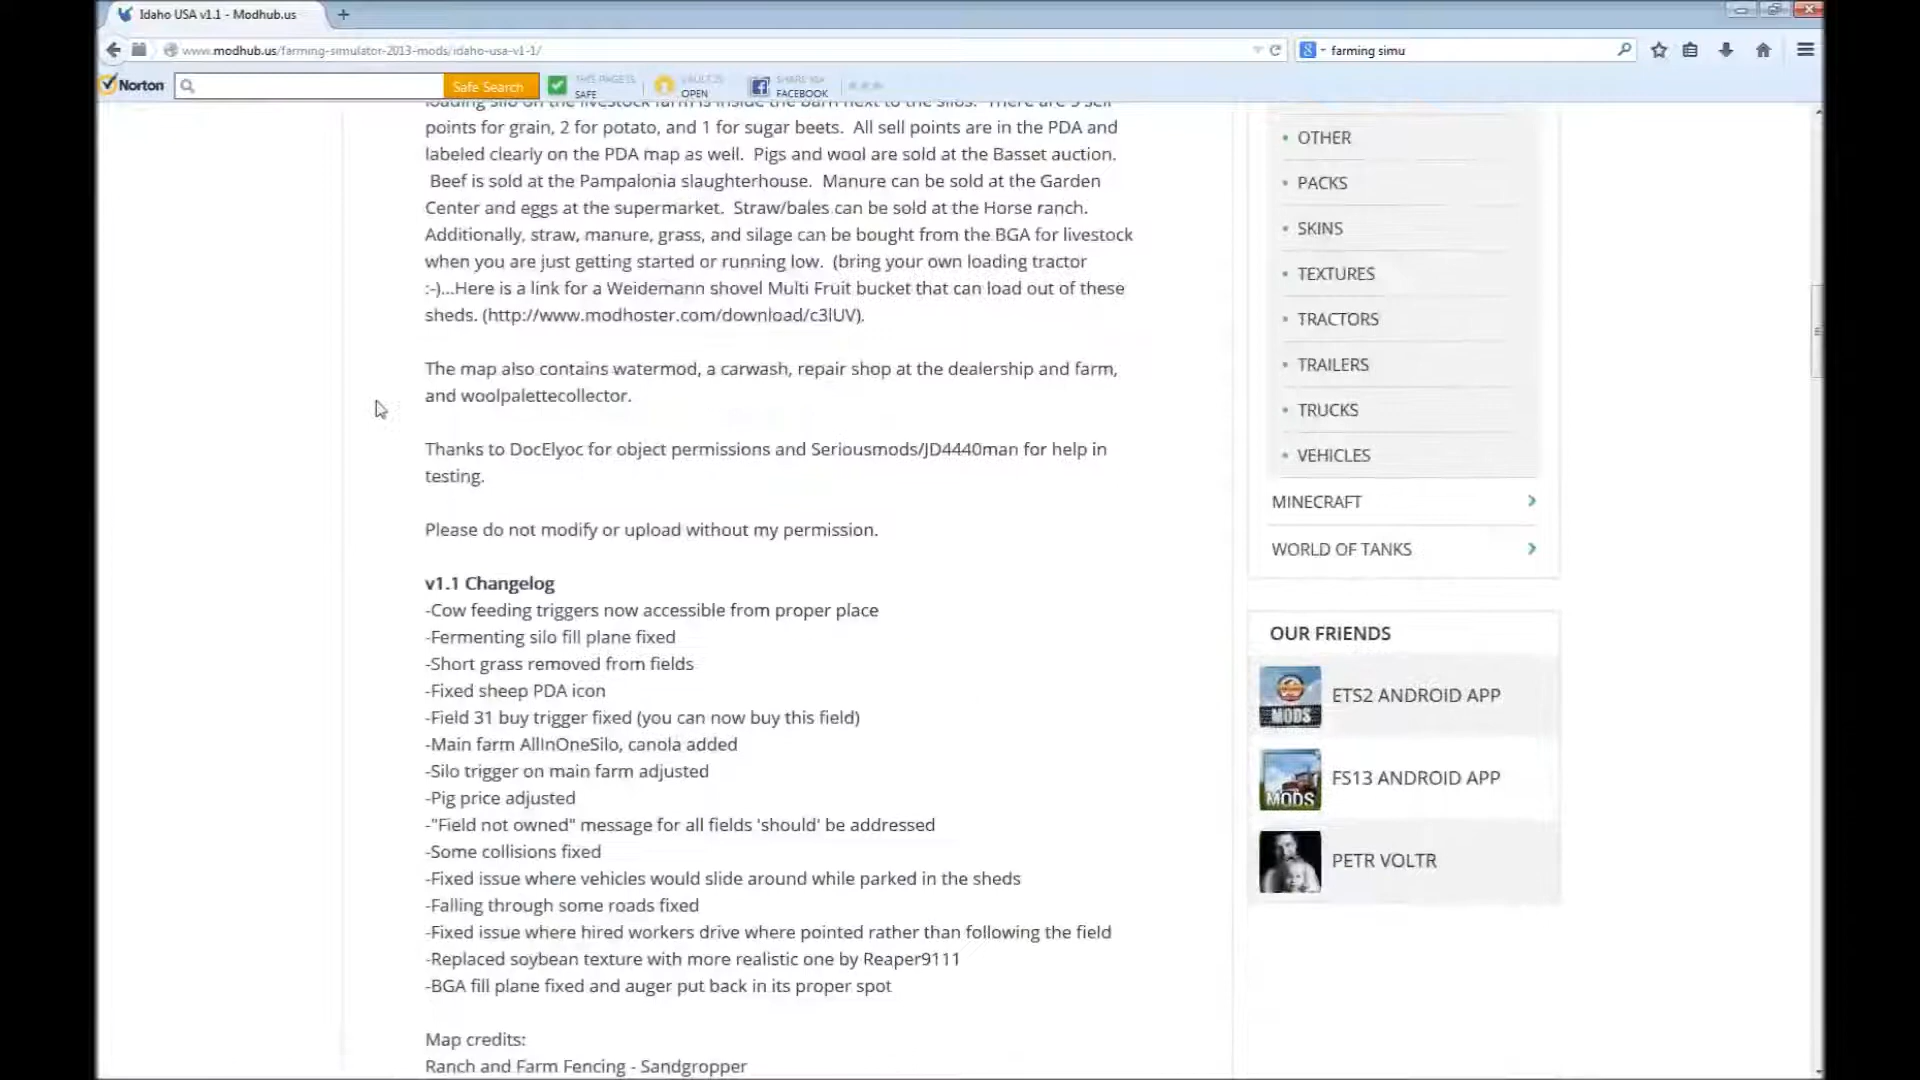 Idaho USA v1.1 - Modhub.us
www.modhub.us/farming-simulator-2013-mods/idaho-usa-v1-1/
farming simu
Norton
Safe Search
THIS PAGE IS
SAFE
VAULT IS
OPEN
SHARE VIA
FACEBOOK
loading silo on the livestock farm is inside the barn next to the silos. There are 5 sell
points for grain, 2 for potato, and 1 for sugar beets. All sell points are in the PDA and
labeled clearly on the PDA map as well. Pigs and wool are sold at the Basset auction.
Beef is sold at the Pampalonia slaughterhouse. Manure can be sold at the Garden
Center and eggs at the supermarket. Straw/bales can be sold at the Horse ranch.
Additionally, straw, manure, grass, and silage can be bought from the BGA for livestock
when you are just getting started or running low. (bring your own loading tractor
:-)...Here is a link for a Weidemann shovel Multi Fruit bucket that can load out of these
sheds. (http://www.modhoster.com/download/c3lUV).
The map also contains watermod, a carwash, repair shop at the dealership and farm,
and woolpalettecollector.
Thanks to DocElyoc for object permissions and Seriousmods/JD4440man for help in
testing.
Please do not modify or upload without my permission.
v1.1 Changelog
-Cow feeding triggers now accessible from proper place
-Fermenting silo fill plane fixed
-Short grass removed from fields
-Fixed sheep PDA icon
-Field 31 buy trigger fixed (you can now buy this field)
-Main farm AllInOneSilo, canola added
-Silo trigger on main farm adjusted
-Pig price adjusted
-"Field not owned" message for all fields 'should' be addressed
-Some collisions fixed
-Fixed issue where vehicles would slide around while parked in the sheds
-Falling through some roads fixed
-Fixed issue where hired workers drive where pointed rather than following the field
-Replaced soybean texture with more realistic one by Reaper9111
-BGA fill plane fixed and auger put back in its proper spot
Map credits:
Ranch and Farm Fencing - Sandgropper
OTHER
PACKS
SKINS
TEXTURES
TRACTORS
TRAILERS
TRUCKS
VEHICLES
MINECRAFT
WORLD OF TANKS
OUR FRIENDS
MODS
ETS2 ANDROID APP
MODS
FS13 ANDROID APP
PETR VOLTR